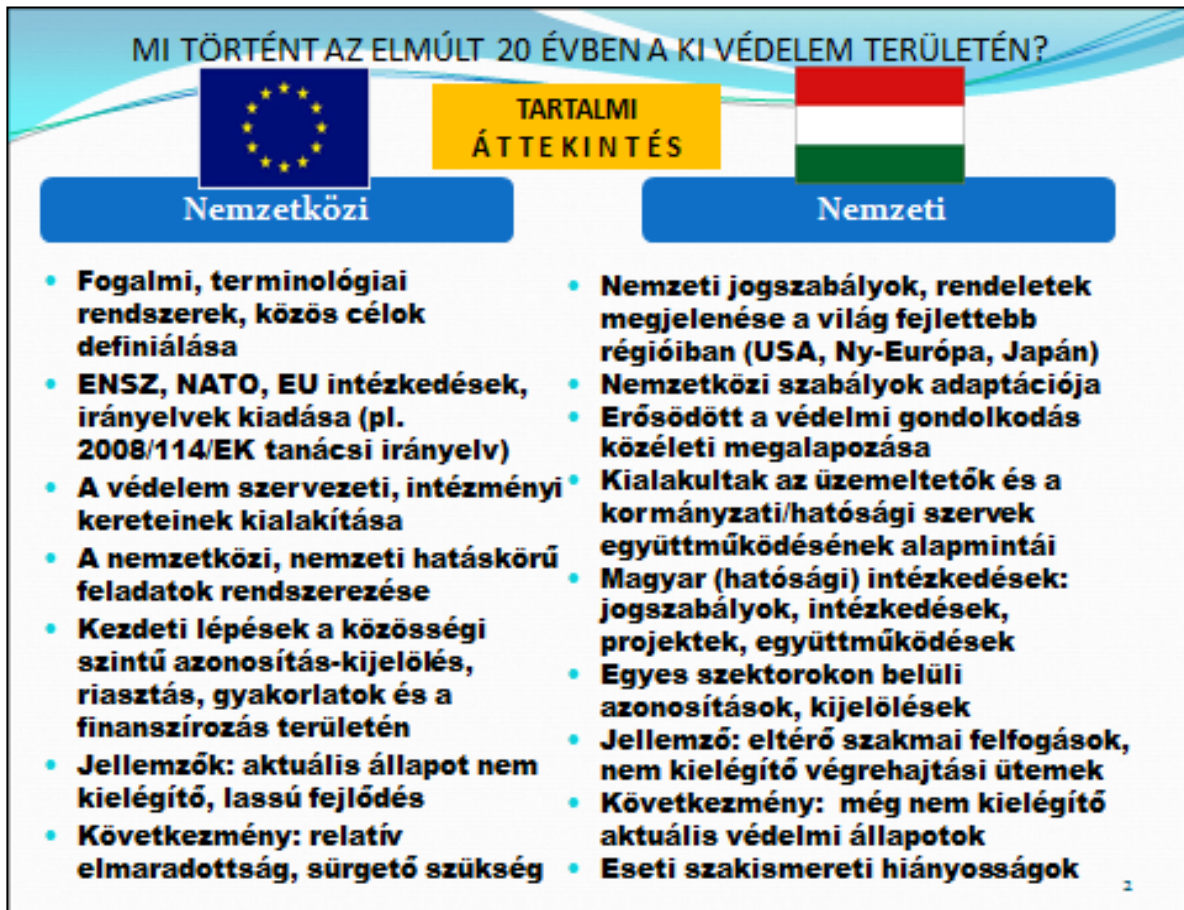 MI TÖRTÉNT AZ ELMÚLT 20 ÉVBEN A KI VÉDELEM TERÜLETÉN?
TARTALMI
ÁTTEKINTÉS
Nemzetközi
• Fogalmi, terminológiai
rendszerek, közös célok
definiálása
• ENSZ, NATO, EU intézkedések,
irányelvek kiadása (pl.
2008/114/EK tanácsi irányelv)
• A védelem szervezeti, intézményi
kereteinek kialakítása
• A nemzetközi, nemzeti hatáskörű
feladatok rendszerezése
• Kezdeti lépések a közösségi
szintű azonosítás-kijelölés,
riasztás, gyakorlatok és a
finanszírozás területén
• Jellemzők: aktuális állapot nem
kielégítő, lassú fejlődés
• Következmény: relatív
elmaradottság, sürgető szükség
Nemzeti
• Nemzeti jogszabályok, rendeletek
megjelenése a világ fejlettebb
régióiban (USA, Ny-Európa, Japán)
• Nemzetközi szabályok adaptációja
• Erősödött a védelmi gondolkodás
közéleti megalapozása
• Kialakultak az üzemeltetők és a
kormányzati/hatósági szervek
együttműködésének alapmintái
• Magyar (hatósági) intézkedések:
jogszabályok, intézkedések,
projektek, együttműködések
• Egyes szektorokon belüli
azonosítások, kijelölések
• Jellemző: eltérő szakmai felfogások,
nem kielégítő végrehajtási ütemek
• Következmény: még nem kielégítő
aktuális védelmi állapotok
• Eseti szakismereti hiányosságok
2